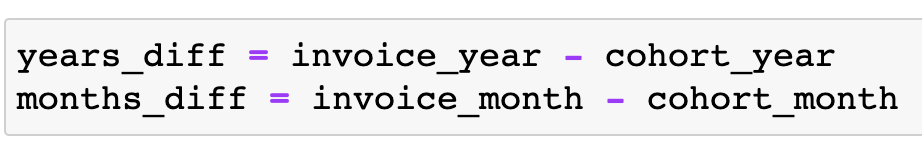 years_diff = invoice_year - cohort_year
months_diff = invoice_month - cohort_month